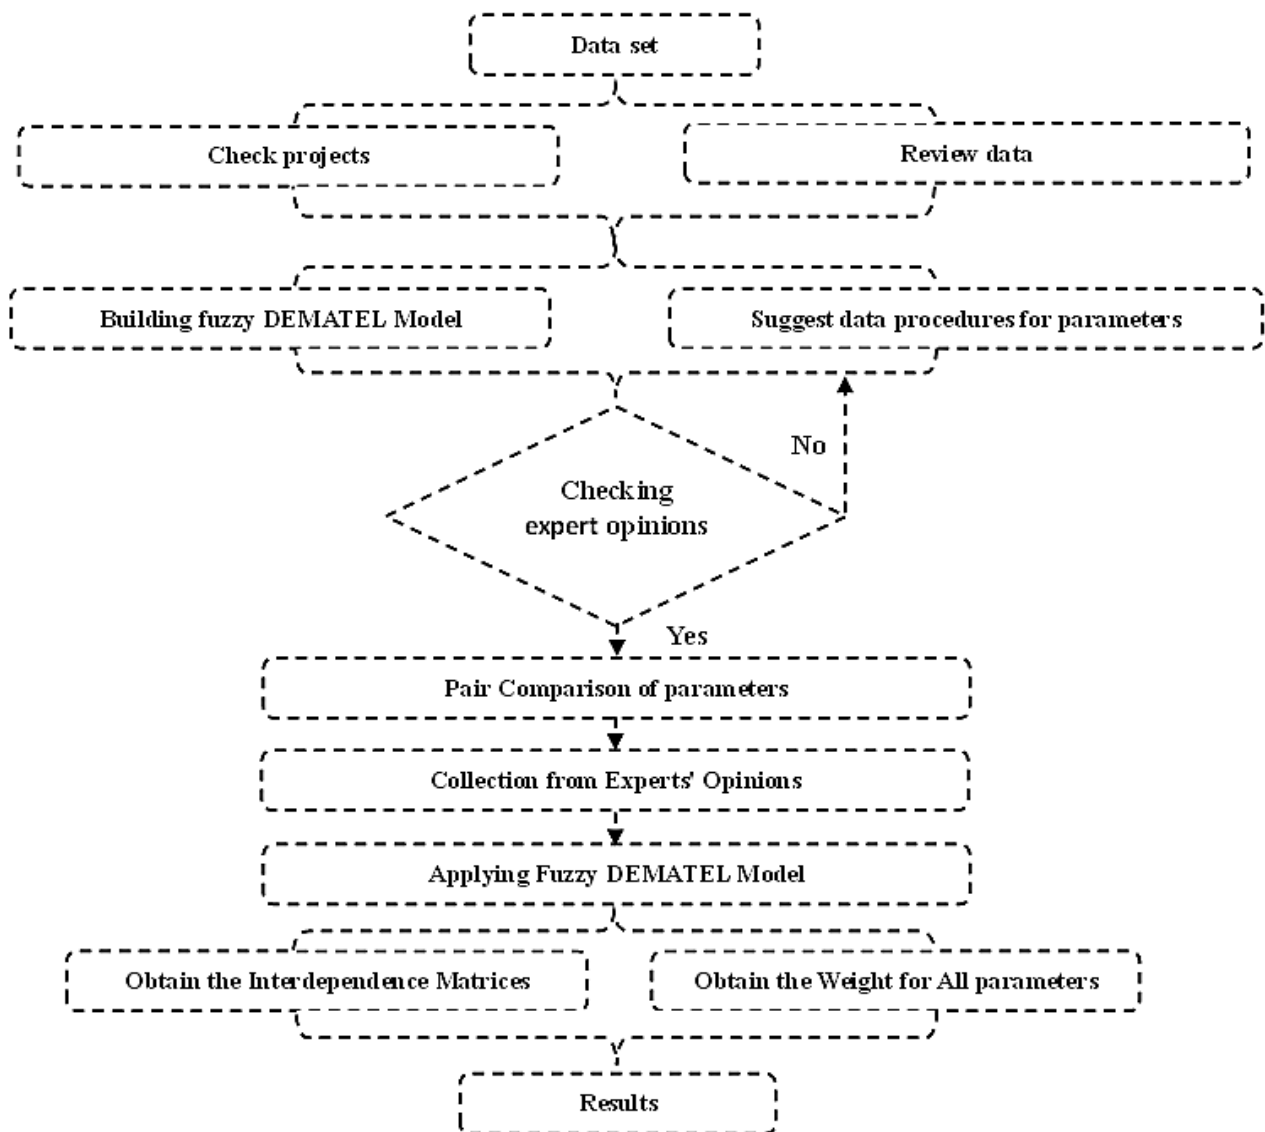 Data set
Check projects
Review data
Building fuzzy DEMATEL Model
Suggest data procedures for parameters
No
Checking
expert opinions
Yes
Pair Comparison of parameters
Collection from Experts' Opinions
Applying Fuzzy DEMATEL Model
Obtain the Interdependence Matrices
Obtain the Weight for All parameters
Results